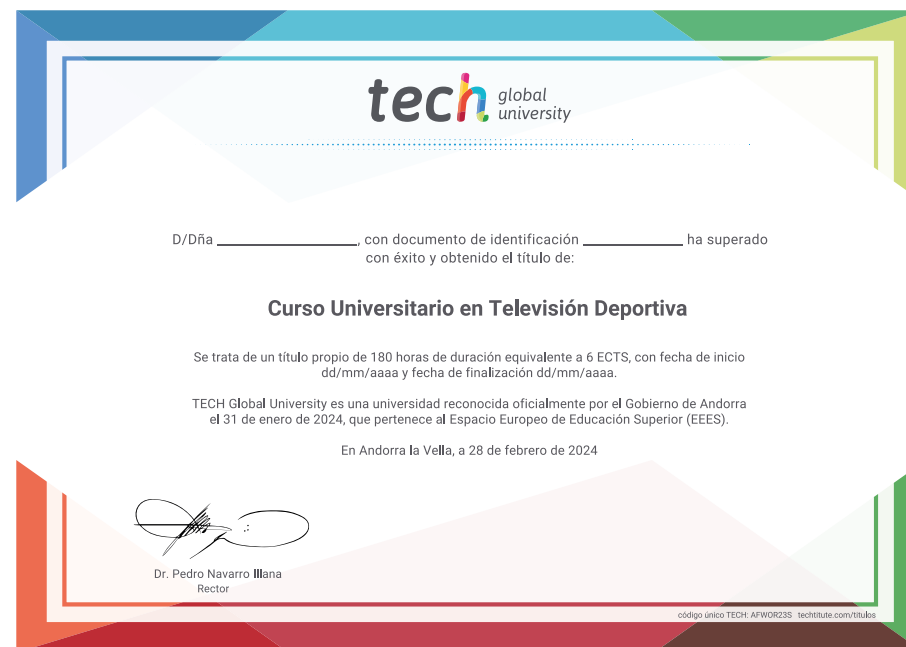 tech global university
D/Dña ________________, con documento de identificación ____________ ha superado
con éxito y obtenido el título de:
Curso Universitario en Televisión Deportiva
Se trata de un título propio de 180 horas de duración equivalente a 6 ECTS, con fecha de inicio
dd/mm/aaaa y fecha de finalización dd/mm/aaaa.
TECH Global University es una universidad reconocida oficialmente por el Gobierno de Andorra
el 31 de enero de 2024, que pertenece al Espacio Europeo de Educación Superior (EEES).
En Andorra la Vella, a 28 de febrero de 2024
Dr. Pedro Navarro Illana
Rector
código único TECH: AFWOR23S techtitute.com/titulos